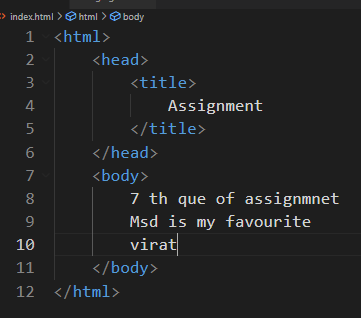 index.html > html > body
1 <html>
2 <head>
3 <title>
4 Assignment
5 </title>
6 </head>
7 <body>
8 7 th que of assignmnet
9 Msd is my favourite
10 virat
11 </body>
12 </html>